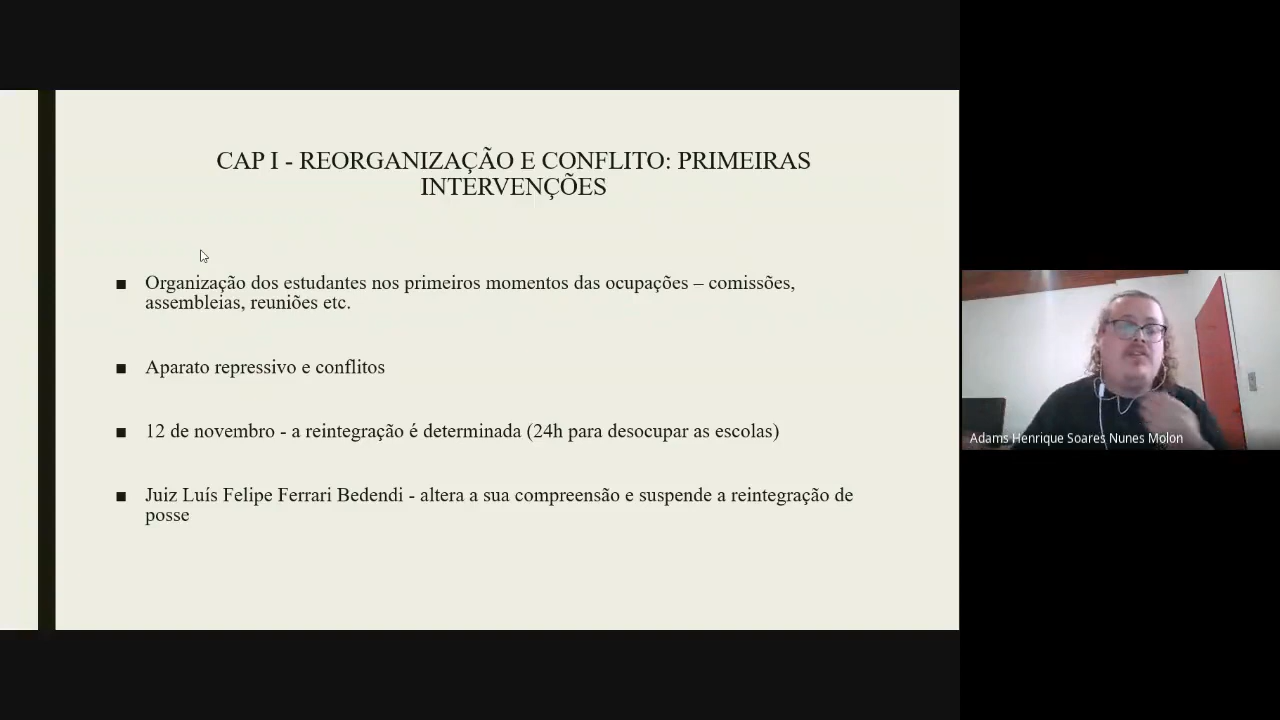 CAP I - REORGANIZAÇÃO E CONFLITO: PRIMEIRAS
INTERVENÇÕES
■ Organização dos estudantes nos primeiros momentos das ocupações – comissões,
assembleias, reuniões etc.
■ Aparato repressivo e conflitos
■ 12 de novembro - a reintegração é determinada (24h para desocupar as escolas)
■ Juiz Luís Felipe Ferrari Bedendi - altera a sua compreensão e suspende a reintegração de
posse
Adams Henrique Soares Nunes Molon